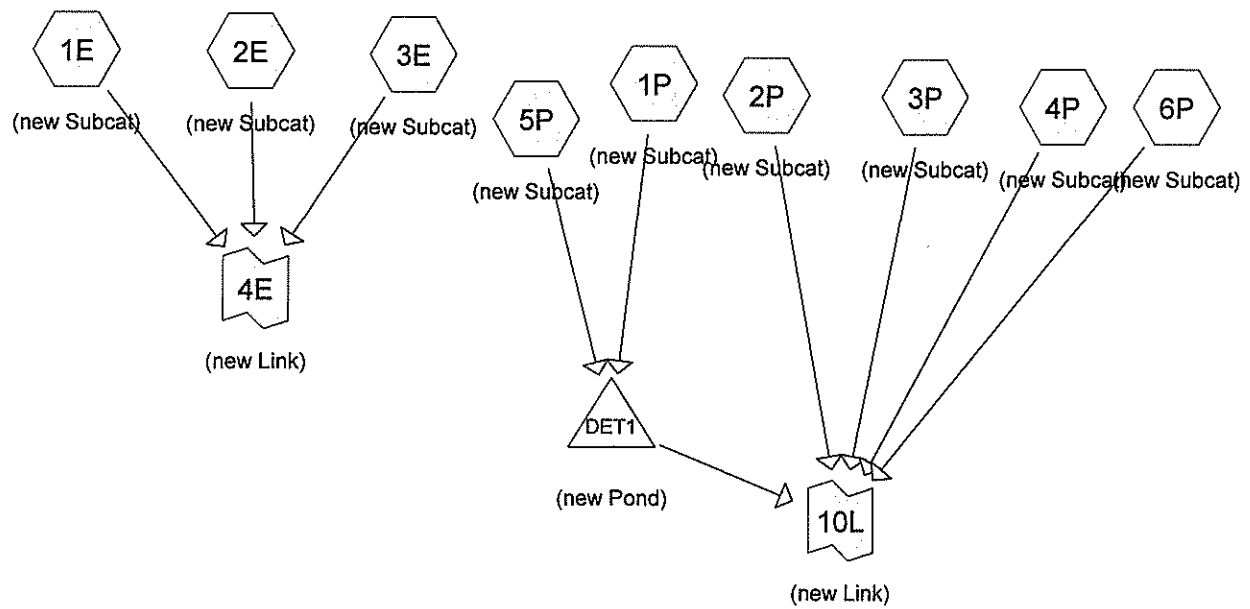 1E
(new Subcat)
2E
(new Subcat)
3E
(new Subcat)
4E
(new Link)
5P
(new Subcat)
1P
(new Subcat)
2P
(new Subcat)
3P
(new Subcat)
4P
(new Subcat)
6P
(new Subcat)
DET1
(new Pond)
10L
(new Link)